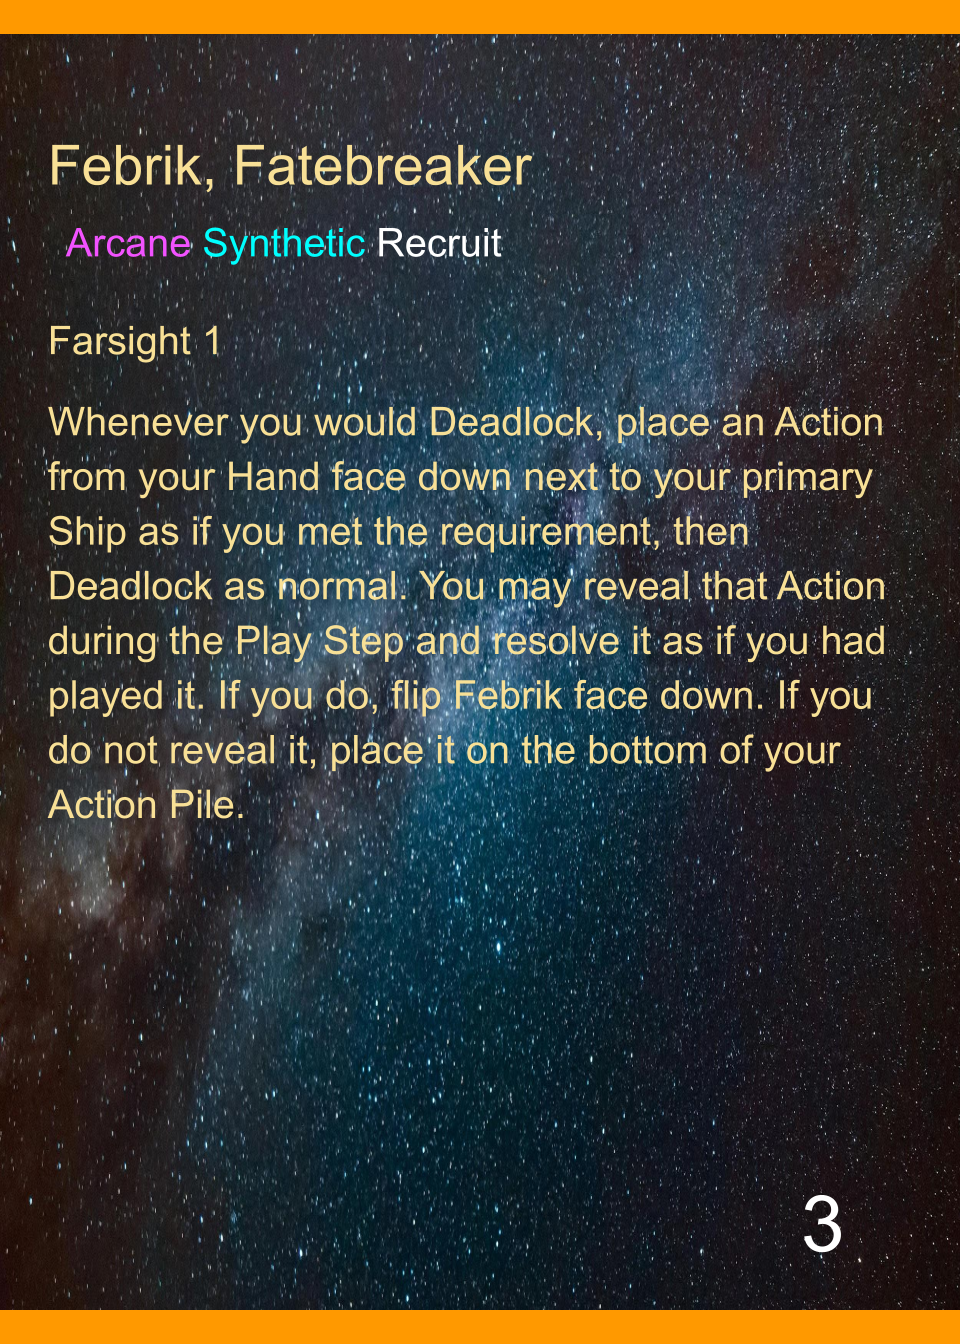 Febrik, Fatebreaker
Arcane Synthetic Recruit
Farsight 1
Whenever you would Deadlock, place an Action
from your Hand face down next to your primary
Ship as if you met the requirement, then
Deadlock as normal. You may reveal that Action
during the Play Step and resolve it as if you had
played it. If you do, flip Febrik face down. If you
do not reveal it, place it on the bottom of your
Action Pile.
3